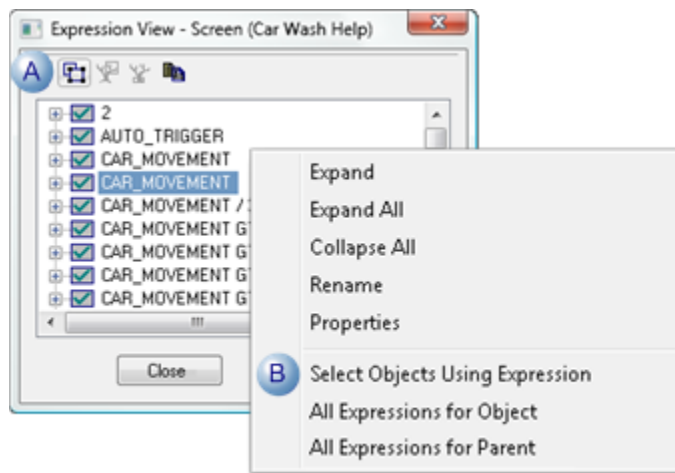 Expression View - Screen (Car Wash Help)
A
2
AUTO_TRIGGER
CAR_MOVEMENT
CAR_MOVEMENT
CAR_MOVEMENT /
CAR_MOVEMENT
CAR_MOVEMENT
CAR_MOVEMENT
CAR_MOVEMENT
Close
Expand
Expand All
Collapse All
Rename
Properties
B
Select Objects Using Expression
All Expressions for Object
All Expressions for Parent